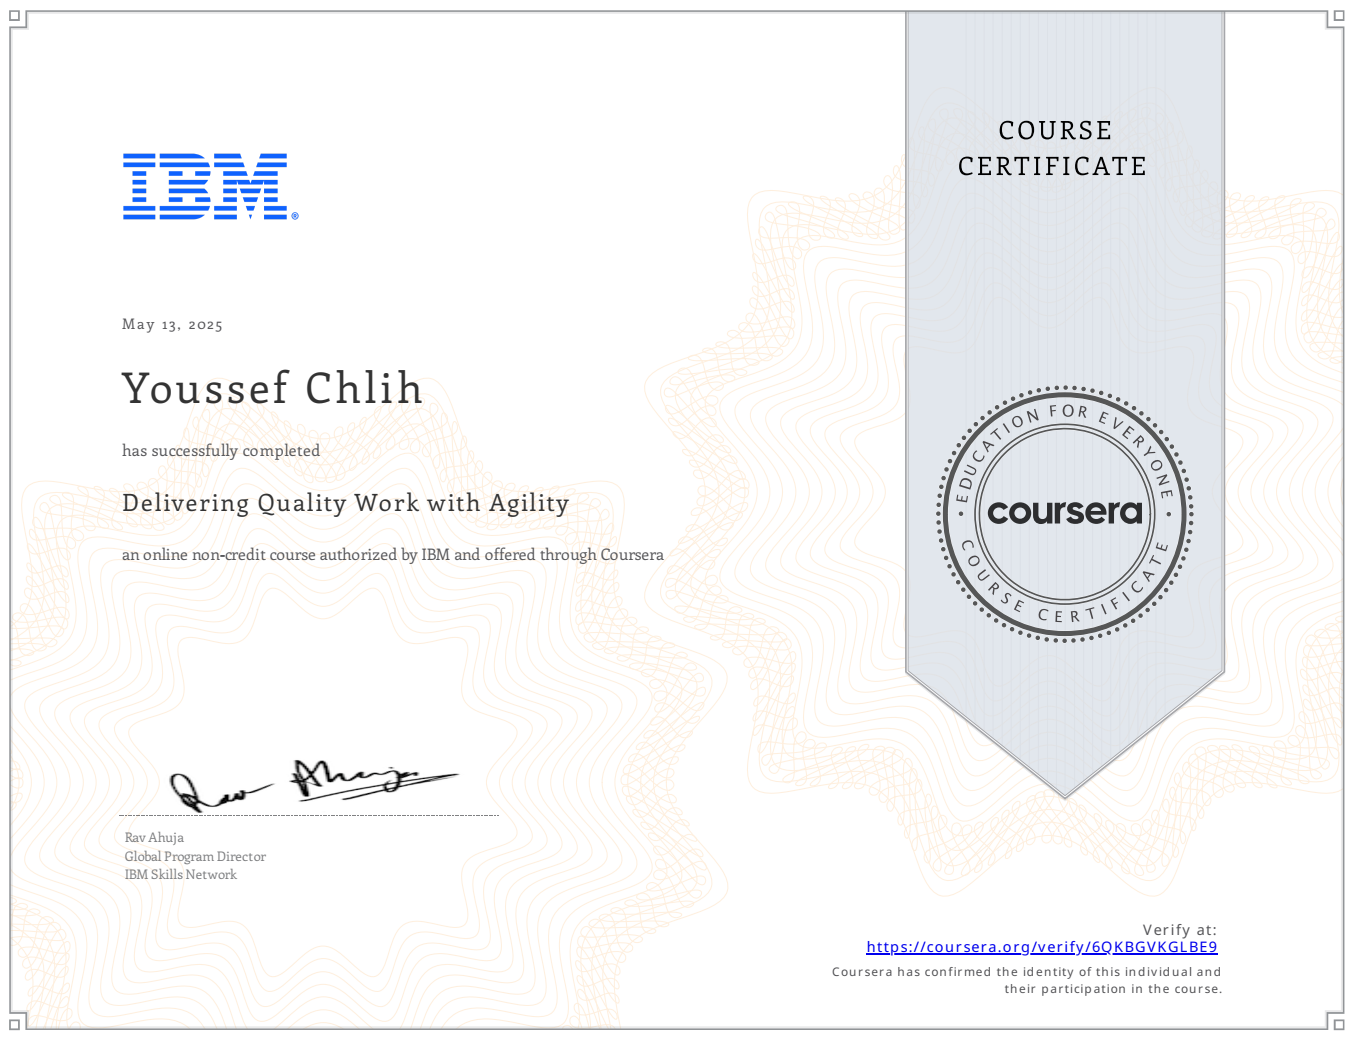 IBM®
May 13, 2025
Youssef Chlih
has successfully completed
Delivering Quality Work with Agility
an online non-credit course authorized by IBM and offered through Coursera
Rav Ahuja
Rav Ahuja
Global Program Director
IBM Skills Network
COURSE
CERTIFICATE
EDUCATION FOR EVERYONE
coursera
COURSE CERTIFICATE
Verify at:
https://coursera.org/verify/6QKBGVKGLBE9
Coursera has confirmed the identity of this individual and
their participation in the course.